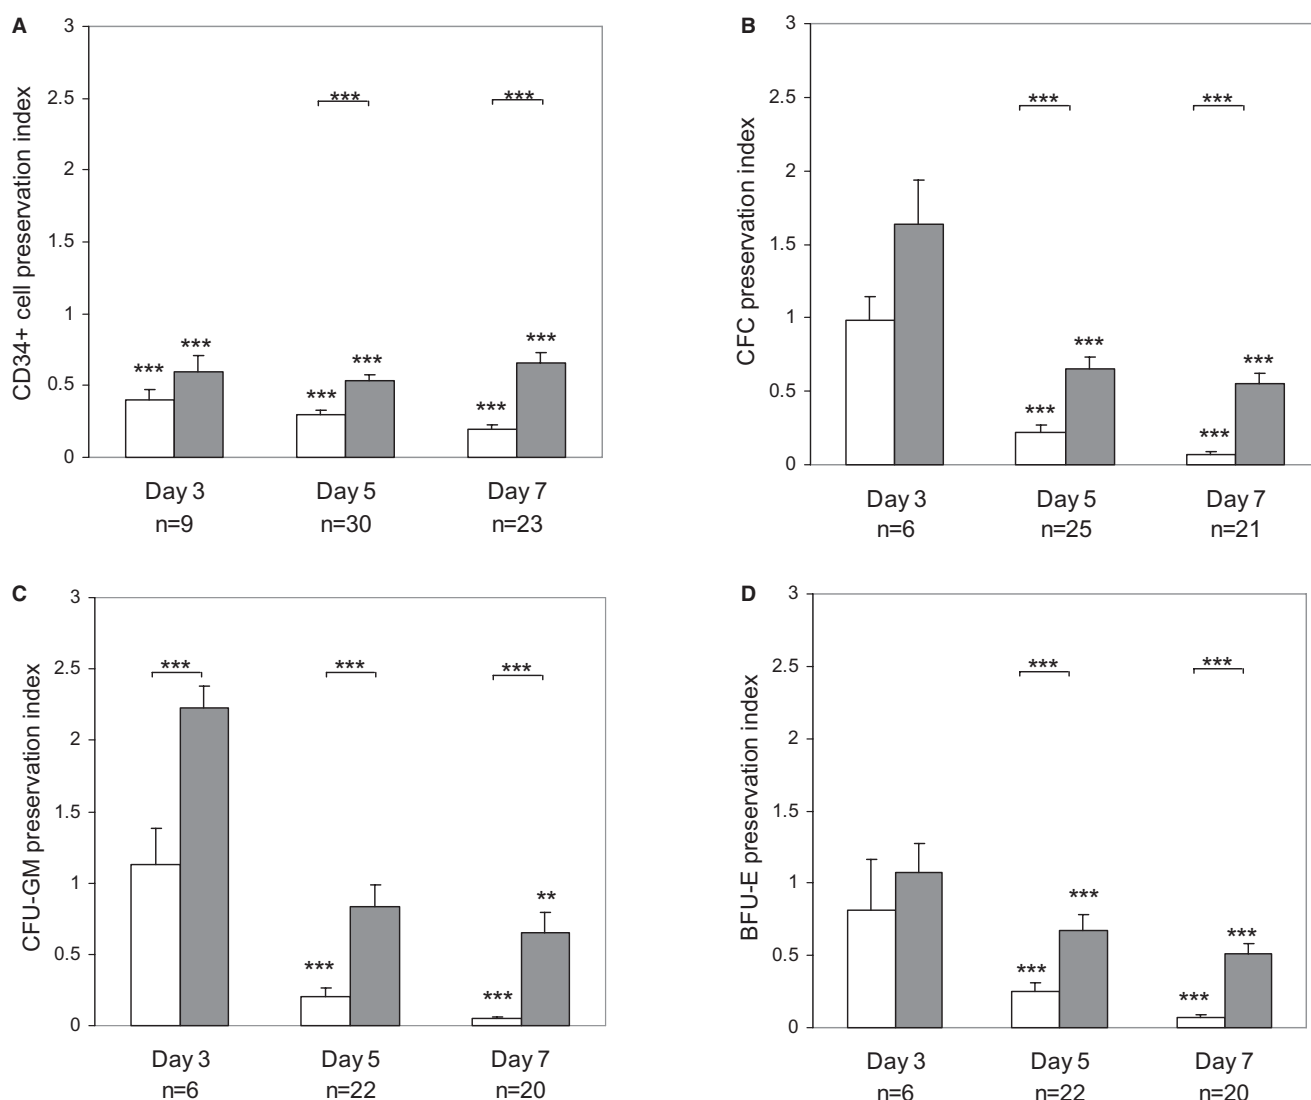 A
CD34+ cell preservation index
3
2.5
2
1.5
1
0.5
0
*** ***
*** *** *** *** *** ***
Day 3 Day 5 Day 7
n=9 n=30 n=23
B
CFC preservation index
3
2.5
2
1.5
1
0.5
0
*** ***
*** *** *** ***
Day 3 Day 5 Day 7
n=6 n=25 n=21
C
CFU-GM preservation index
3
2.5
2
1.5
1
0.5
0
*** *** ***
*** *** **
Day 3 Day 5 Day 7
n=6 n=22 n=20
D
BFU-E preservation index
3
2.5
2
1.5
1
0.5
0
*** ***
*** *** *** ***
Day 3 Day 5 Day 7
n=6 n=22 n=20